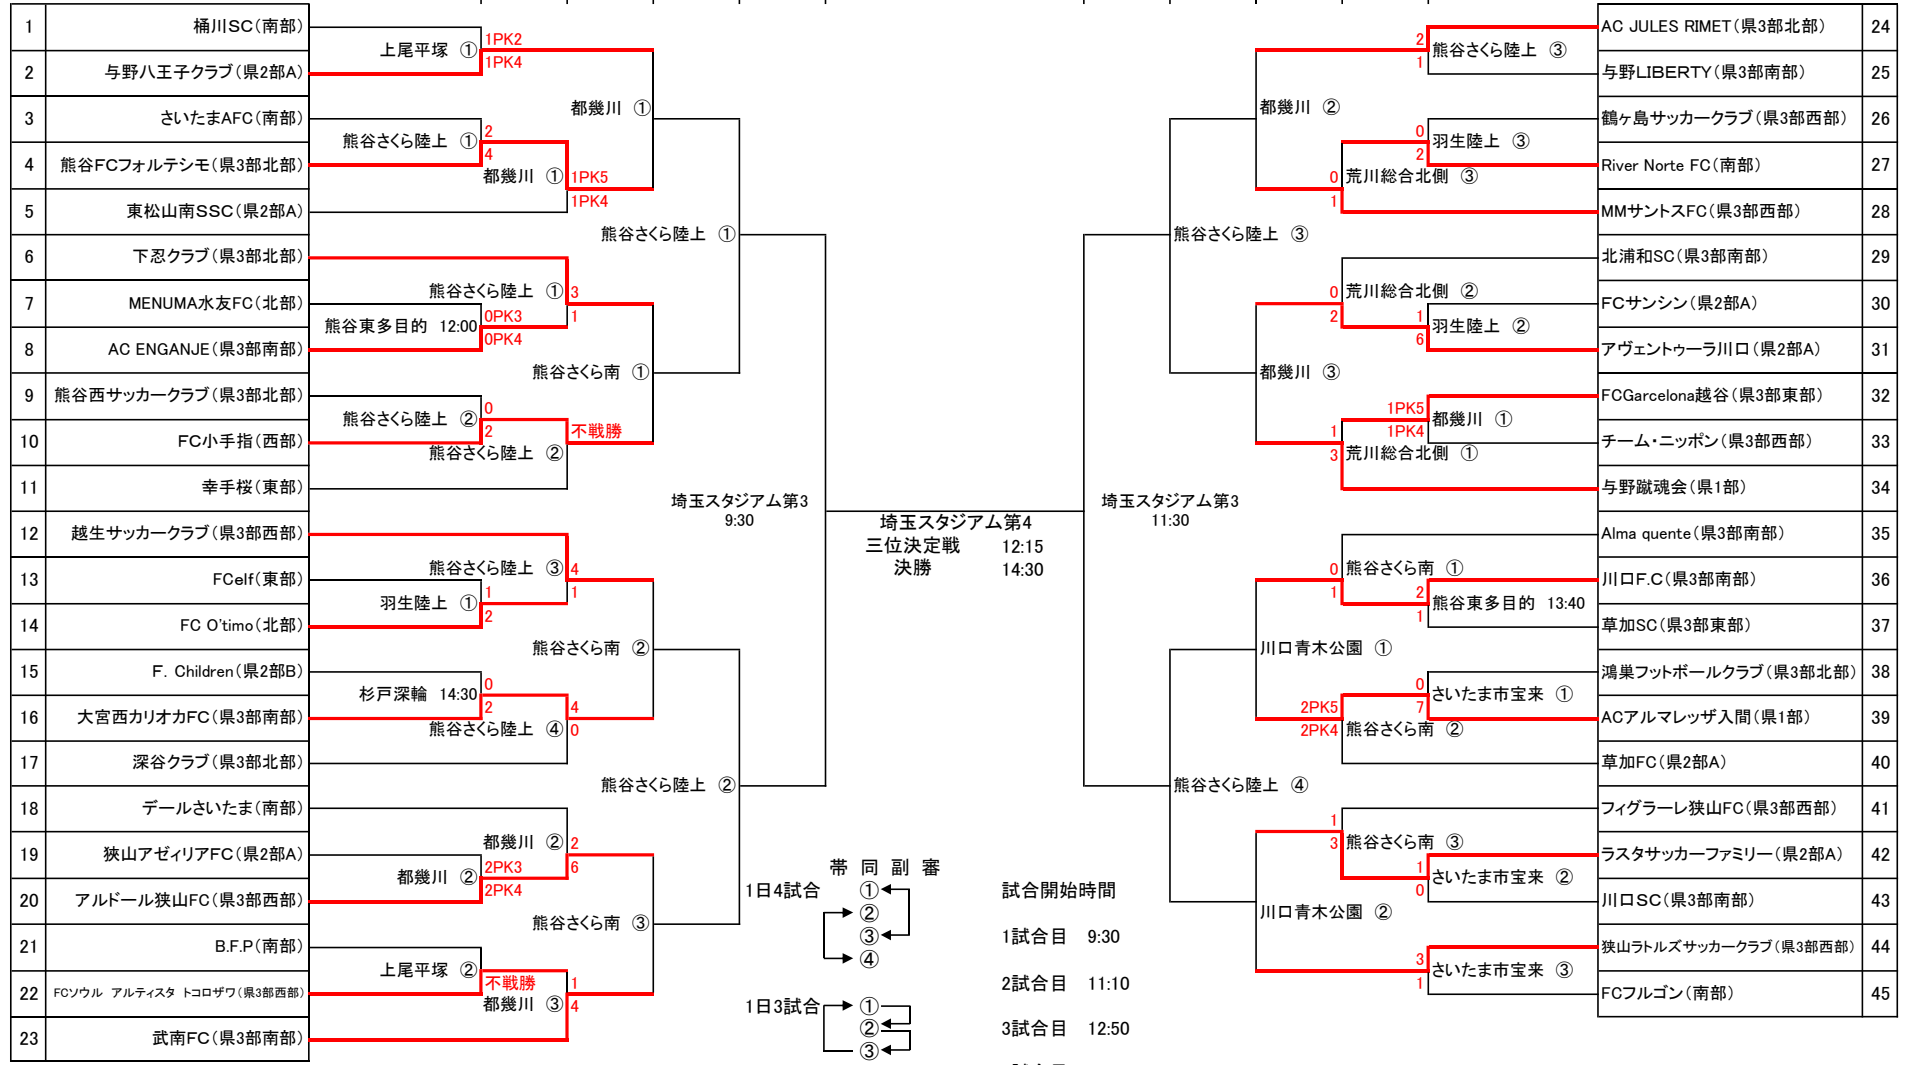 1 桶川SC(南部)
2 与野八王子クラブ(県2部A)
3 さいたまAFC(南部)
4 熊谷FCフォルテシモ(県3部北部)
5 東松山南SSC(県2部A)
6 下忍クラブ(県3部北部)
7 MENUMA水友FC(北部)
8 AC ENGANJE(県3部南部)
9 熊谷西サッカークラブ(県3部北部)
10 FC小手指(西部)
11 幸手桜(東部)
12 越生サッカークラブ(県3部西部)
13 FCelf(東部)
14 FC O'timo(北部)
15 F. Children(県2部B)
16 大宮西カリオカFC(県3部南部)
17 深谷クラブ(県3部北部)
18 デールさいたま(南部)
19 狭山アゼィリアFC(県2部A)
20 アルドール狭山FC(県3部西部)
21 B.F.P(南部)
22 FCソウル アルティスタ トコロザワ(県3部西部)
23 武南FC(県3部南部)
上尾平塚 ①
1PK2
1PK4
熊谷さくら陸上 ①
2
4
熊谷東多目的 12:00
0PK3
0PK4
熊谷さくら陸上 ②
0
2
羽生陸上 ①
1
2
杉戸深輪 14:30
0
2
都幾川 ②
2PK3
2PK4
上尾平塚 ②
不戦勝
都幾川 ①
1PK5
1PK4
熊谷さくら陸上 ①
3
1
熊谷さくら陸上 ②
不戦勝
熊谷さくら陸上 ③
4
1
熊谷さくら陸上 ④
4
0
都幾川 ②
2
6
都幾川 ③
1
4
都幾川 ①
熊谷さくら南 ①
熊谷さくら南 ②
熊谷さくら南 ③
熊谷さくら陸上 ①
熊谷さくら陸上 ②
埼玉スタジアム第3
9:30
埼玉スタジアム第4
三位決定戦 12:15
決勝 14:30
埼玉スタジアム第3
11:30
帯 同 副 審
1日4試合
①
②
③
④
1日3試合
①
②
③
試合開始時間
1試合目 9:30
2試合目 11:10
3試合目 12:50
熊谷さくら陸上 ③
熊谷さくら陸上 ④
都幾川 ②
都幾川 ③
川口青木公園 ①
川口青木公園 ②
0
1
荒川総合北側 ③
0
2
荒川総合北側 ②
1
3
荒川総合北側 ①
0
1
熊谷さくら南 ①
2PK5
2PK4
熊谷さくら南 ②
1
3
熊谷さくら南 ③
2
1
熊谷さくら陸上 ③
0
2
羽生陸上 ③
1
6
羽生陸上 ②
1PK5
1PK4
都幾川 ①
2
1
熊谷東多目的 13:40
0
7
さいたま市宝来 ①
1
0
さいたま市宝来 ②
3
1
さいたま市宝来 ③
AC JULES RIMET(県3部北部) 24
与野LIBERTY(県3部南部) 25
鶴ヶ島サッカークラブ(県3部西部) 26
River Norte FC(南部) 27
MMサントスFC(県3部西部) 28
北浦和SC(県3部南部) 29
FCサンシン(県2部A) 30
アヴェントゥーラ川口(県2部A) 31
FCGarcelona越谷(県3部東部) 32
チーム・ニッポン(県3部西部) 33
与野蹴魂会(県1部) 34
Alma quente(県3部南部) 35
川口F.C(県3部南部) 36
草加SC(県3部東部) 37
鴻巣フットボールクラブ(県3部北部) 38
ACアルマレッザ入間(県1部) 39
草加FC(県2部A) 40
フィグラーレ狭山FC(県3部西部) 41
ラスタサッカーファミリー(県2部A) 42
川口SC(県3部南部) 43
狭山ラトルズサッカークラブ(県3部西部) 44
FCフルゴン(南部) 45